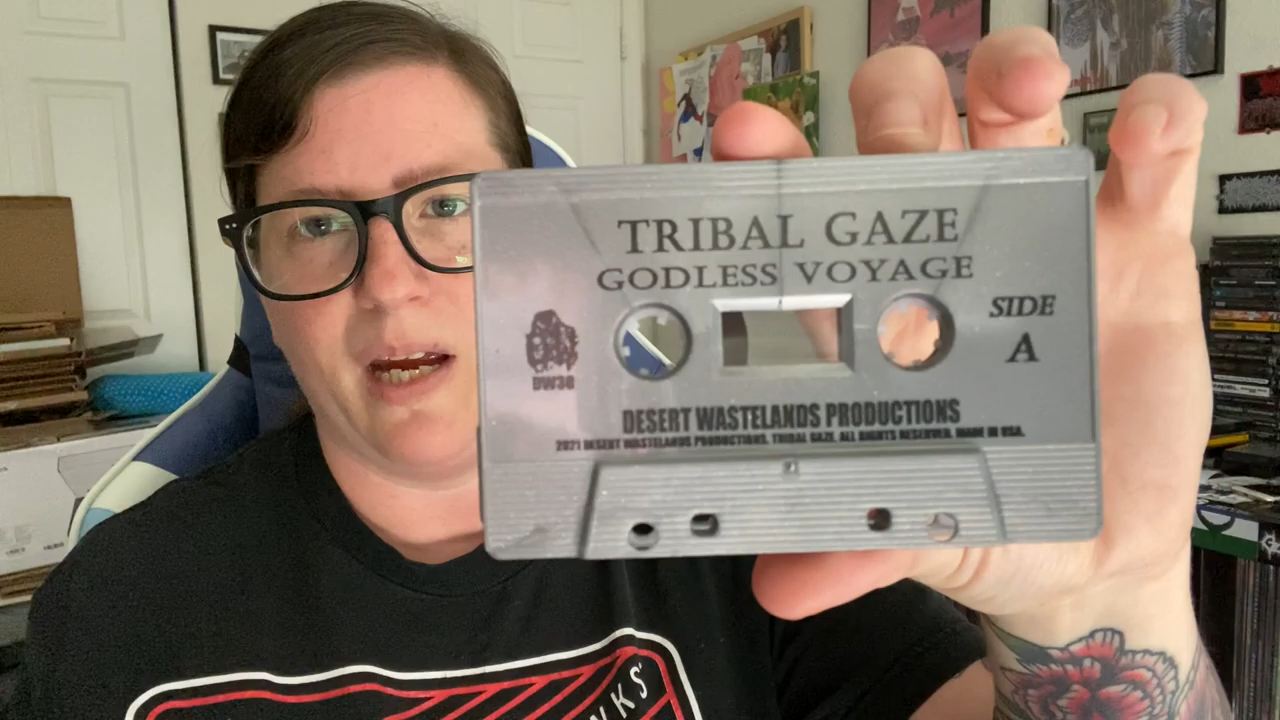 TRIBAL GAZE
GODLESS VOYAGE
SIDE
A
DW30
DESERT WASTELANDS PRODUCTIONS
2021 DESERT WASTELANDS PRODUCTIONS. TRIBAL GAZE. ALL RIGHTS RESERVED. MADE IN USA.